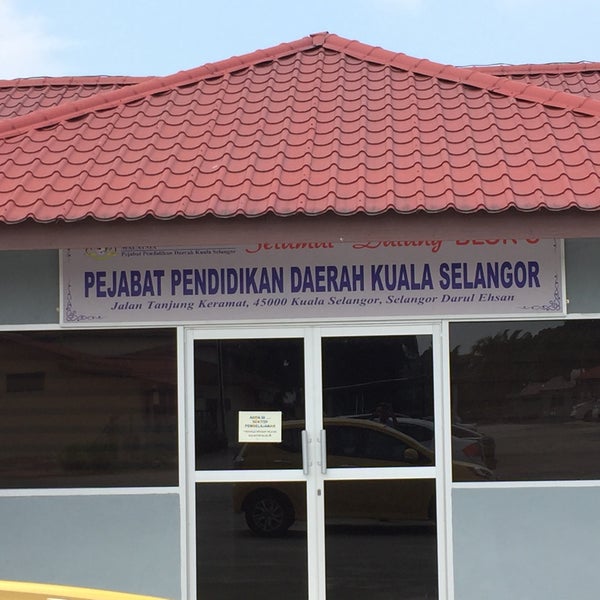 MALAYSIA
Pejabat Pendidikan Daerah Kuala Selangor
Selamat Datang BLOK C
PEJABAT PENDIDIKAN DAERAH KUALA SELANGOR
Jalan Tanjung Keramat, 45000 Kuala Selangor, Selangor Darul Ehsan